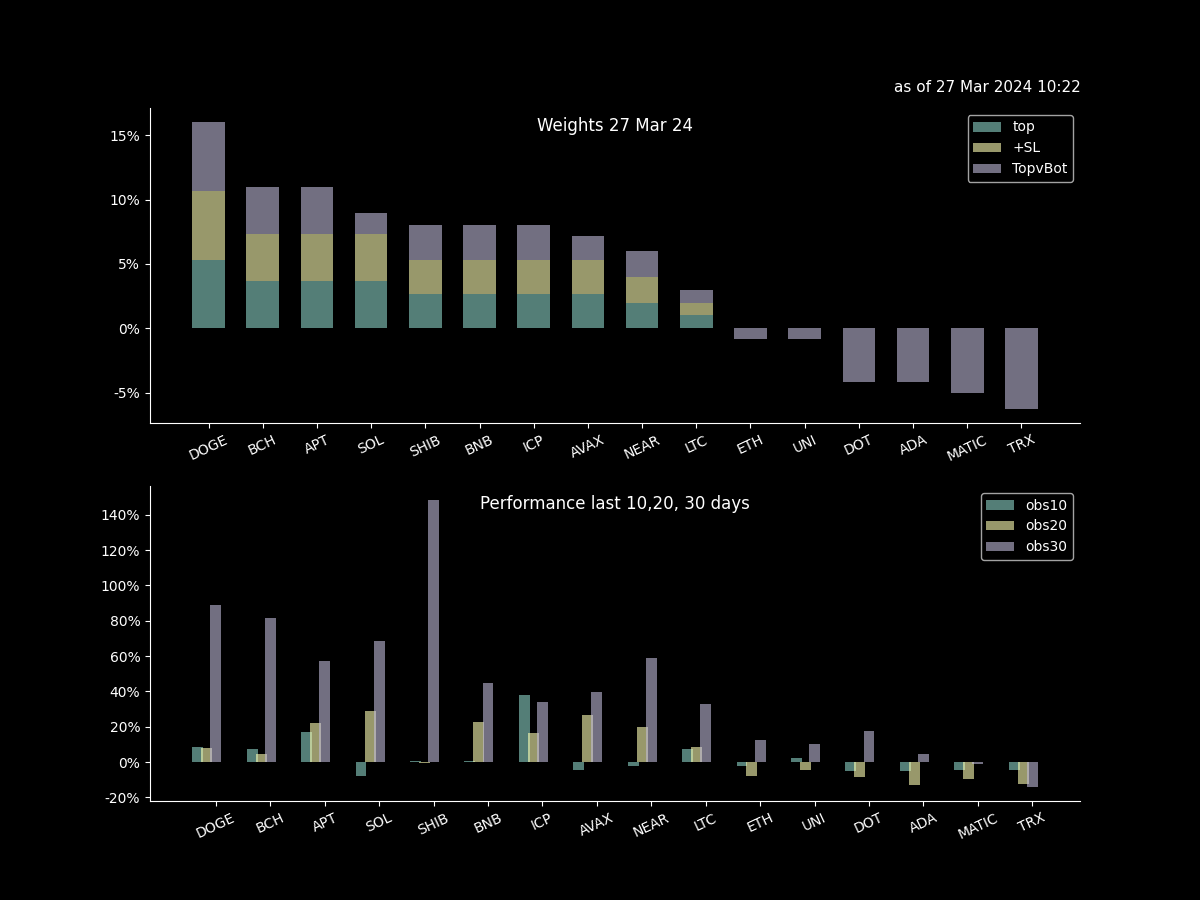 as of 27 Mar 2024 10:22
Weights 27 Mar 24
top
+SL
TopvBot
15%
10%
5%
0%
-5%
DOGE BCH APT SOL SHIB BNB ICP AVAX NEAR LTC ETH UNI DOT ADA MATIC TRX
Performance last 10,20, 30 days
obs10
obs20
obs30
140%
120%
100%
80%
60%
40%
20%
0%
-20%
DOGE BCH APT SOL SHIB BNB ICP AVAX NEAR LTC ETH UNI DOT ADA MATIC TRX